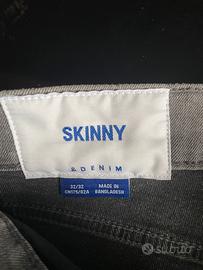 SKINNY
& DENIM
32/32
CN175/82A
MADE IN
BANGLADESH
subito